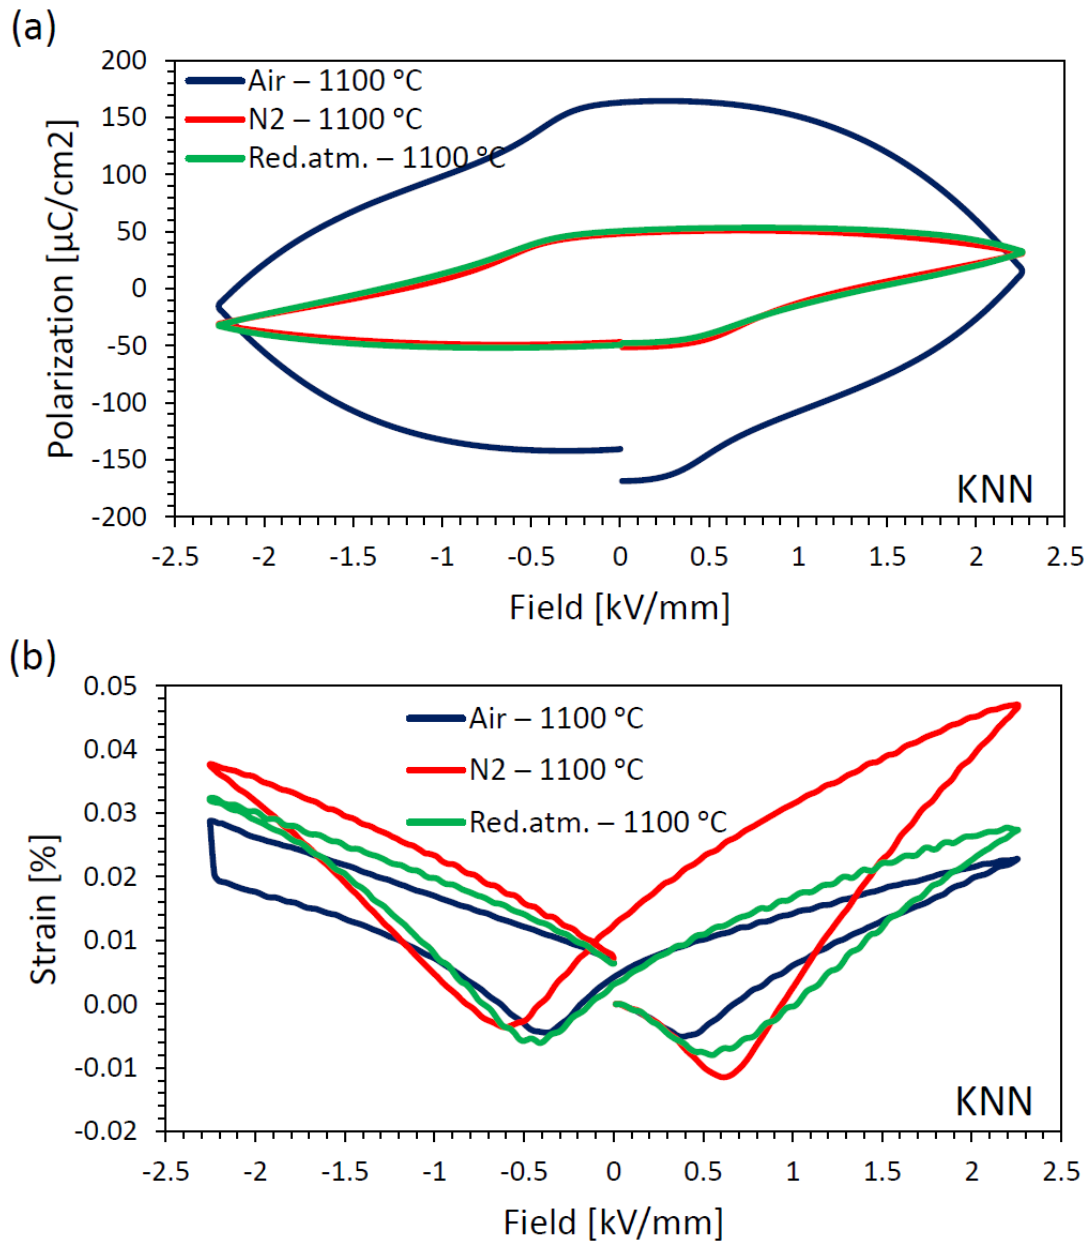 (a)
200
150
100
50
0
-50
-100
-150
-200
Polarization [µC/cm2]
Air – 1100 °C
N2 – 1100 °C
Red.atm. – 1100 °C
KNN
-2.5 -2 -1.5 -1 -0.5 0 0.5 1 1.5 2 2.5
Field [kV/mm]
(b)
0.05
0.04
0.03
0.02
0.01
0.00
-0.01
-0.02
Strain [%]
Air – 1100 °C
N2 – 1100 °C
Red.atm. – 1100 °C
KNN
-2.5 -2 -1.5 -1 -0.5 0 0.5 1 1.5 2 2.5
Field [kV/mm]